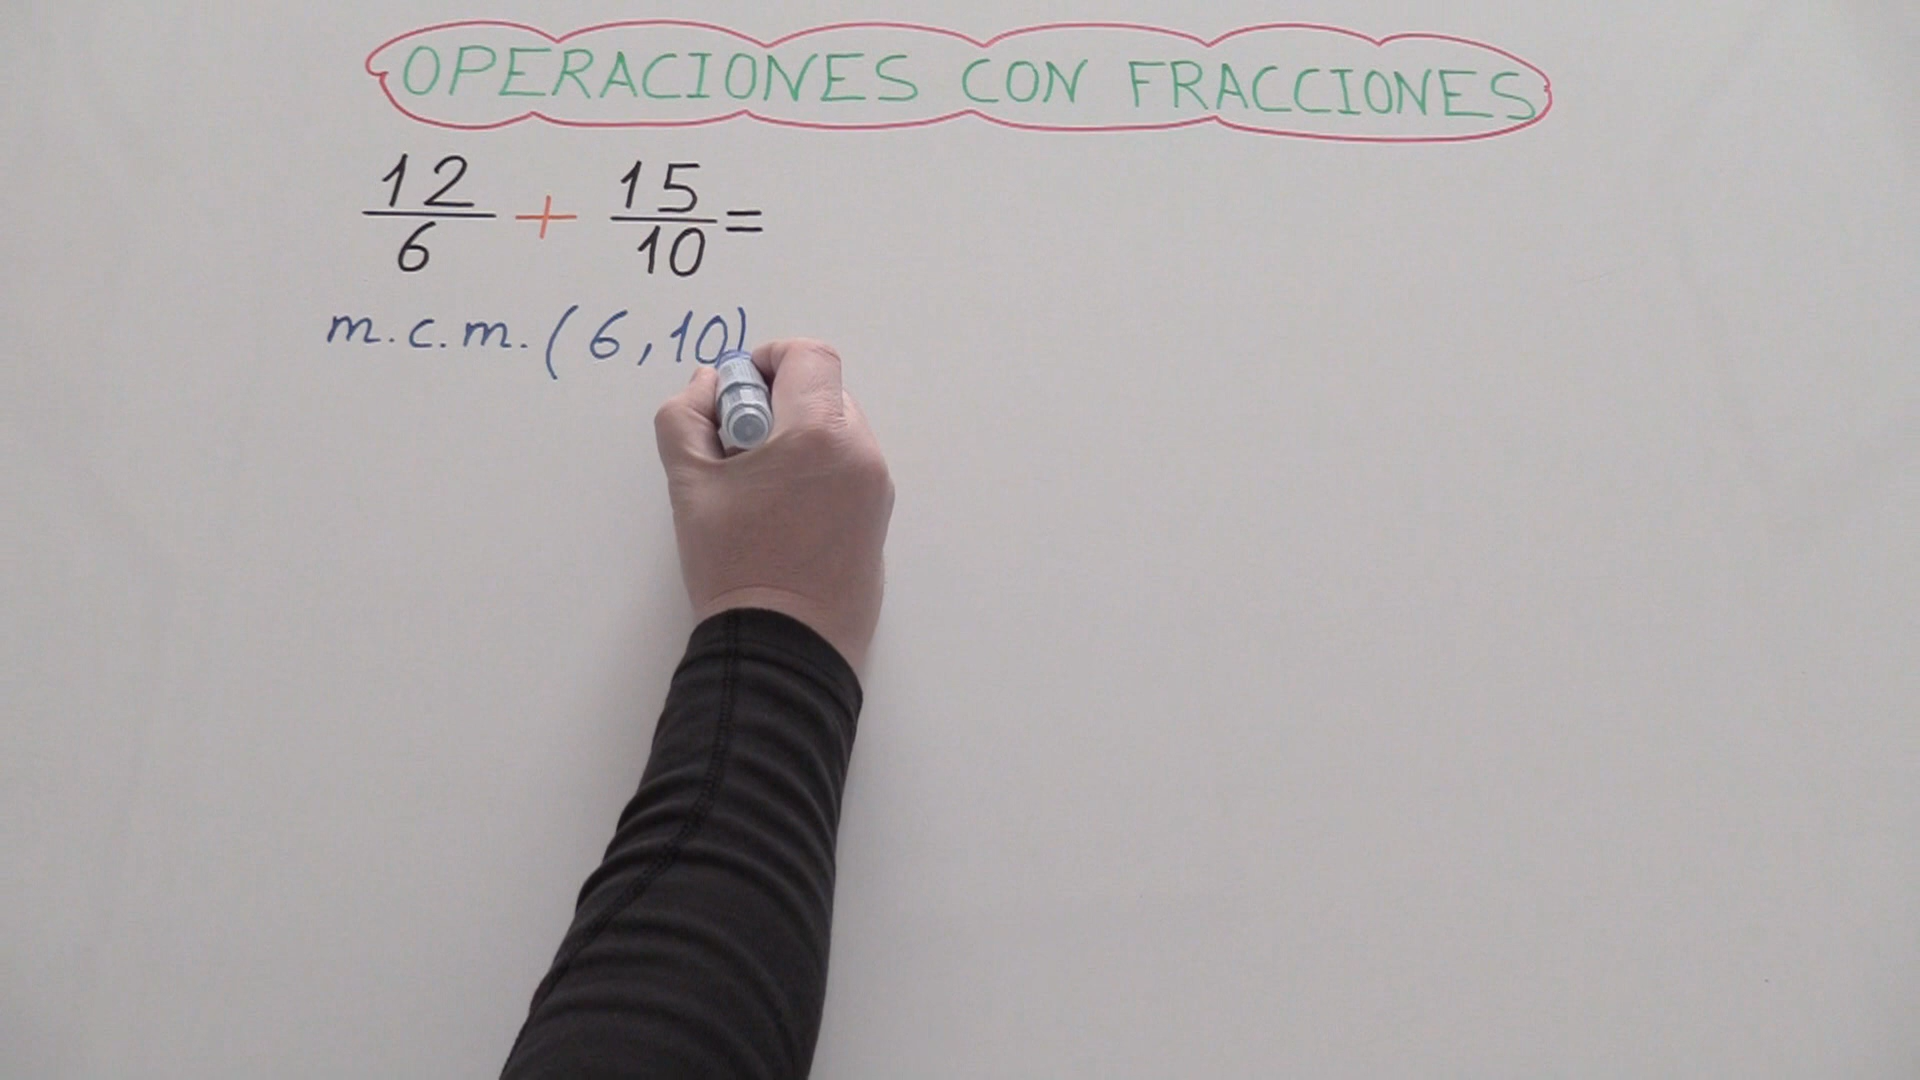 OPERACIONES CON FRACCIONES
12/6 + 15/10 =
m.c.m. (6,10)